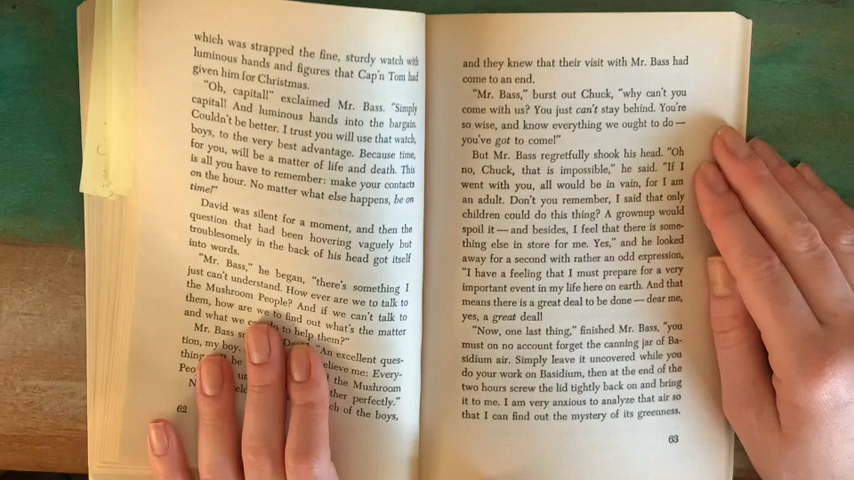 which was strapped the fine, sturdy watch with
luminous hands and figures that Cap'n Tom had
given him for Christmas.
"Oh, capital!" exclaimed Mr. Bass. "Simply
capital! And luminous hands into the bargain.
Couldn't be better. I trust you will use that watch,
boys, to the very best advantage. Because time,
for you, will be a matter of life and death. This
is all you have to remember: make your contacts
on the hour. No matter what else happens, be on
time!"
David was silent for a moment, and then the
question that had been hovering vaguely but
troublesomely in the back of his head got itself
into words.
"Mr. Bass," he began, "there's something I
just can't understand. How ever are we to talk to
the Mushroom People? And if we can't talk to
them, how are we to find out what's the matter
and what we to help them?"
Mr. Bass "An excellent ques-
tion, my boy. believe me: Every-
thing be
the Mushroom
perfectly."
of the boys,
62
and they knew that their visit with Mr. Bass had
come to an end.
"Mr. Bass," burst out Chuck, "why can't you
come with us? You just can't stay behind. You're
so wise, and know everything we ought to do—
you've got to come!"
But Mr. Bass regretfully shook his head. "Oh
no, Chuck, that is impossible," he said. "If I
went with you, all would be in vain, for I am
an adult. Don't you remember, I said that only
children could do this thing? A grownup would
spoil it—and besides, I feel that there is some-
thing else in store for me. Yes," and he looked
away for a second with rather an odd expression,
"I have a feeling that I must prepare for a very
important event in my life here on earth. And that
means there is a great deal to be done—dear me,
yes, a great deal!
"Now, one last thing," finished Mr. Bass, "you
must on no account forget the canning jar of Ba-
sidium air. Simply leave it uncovered while you
do your work on Basidium, then at the end of the
two hours screw the lid tightly back on and bring
it to me. I am very anxious to analyze that air so
that I can find out the mystery of its greenness.
63